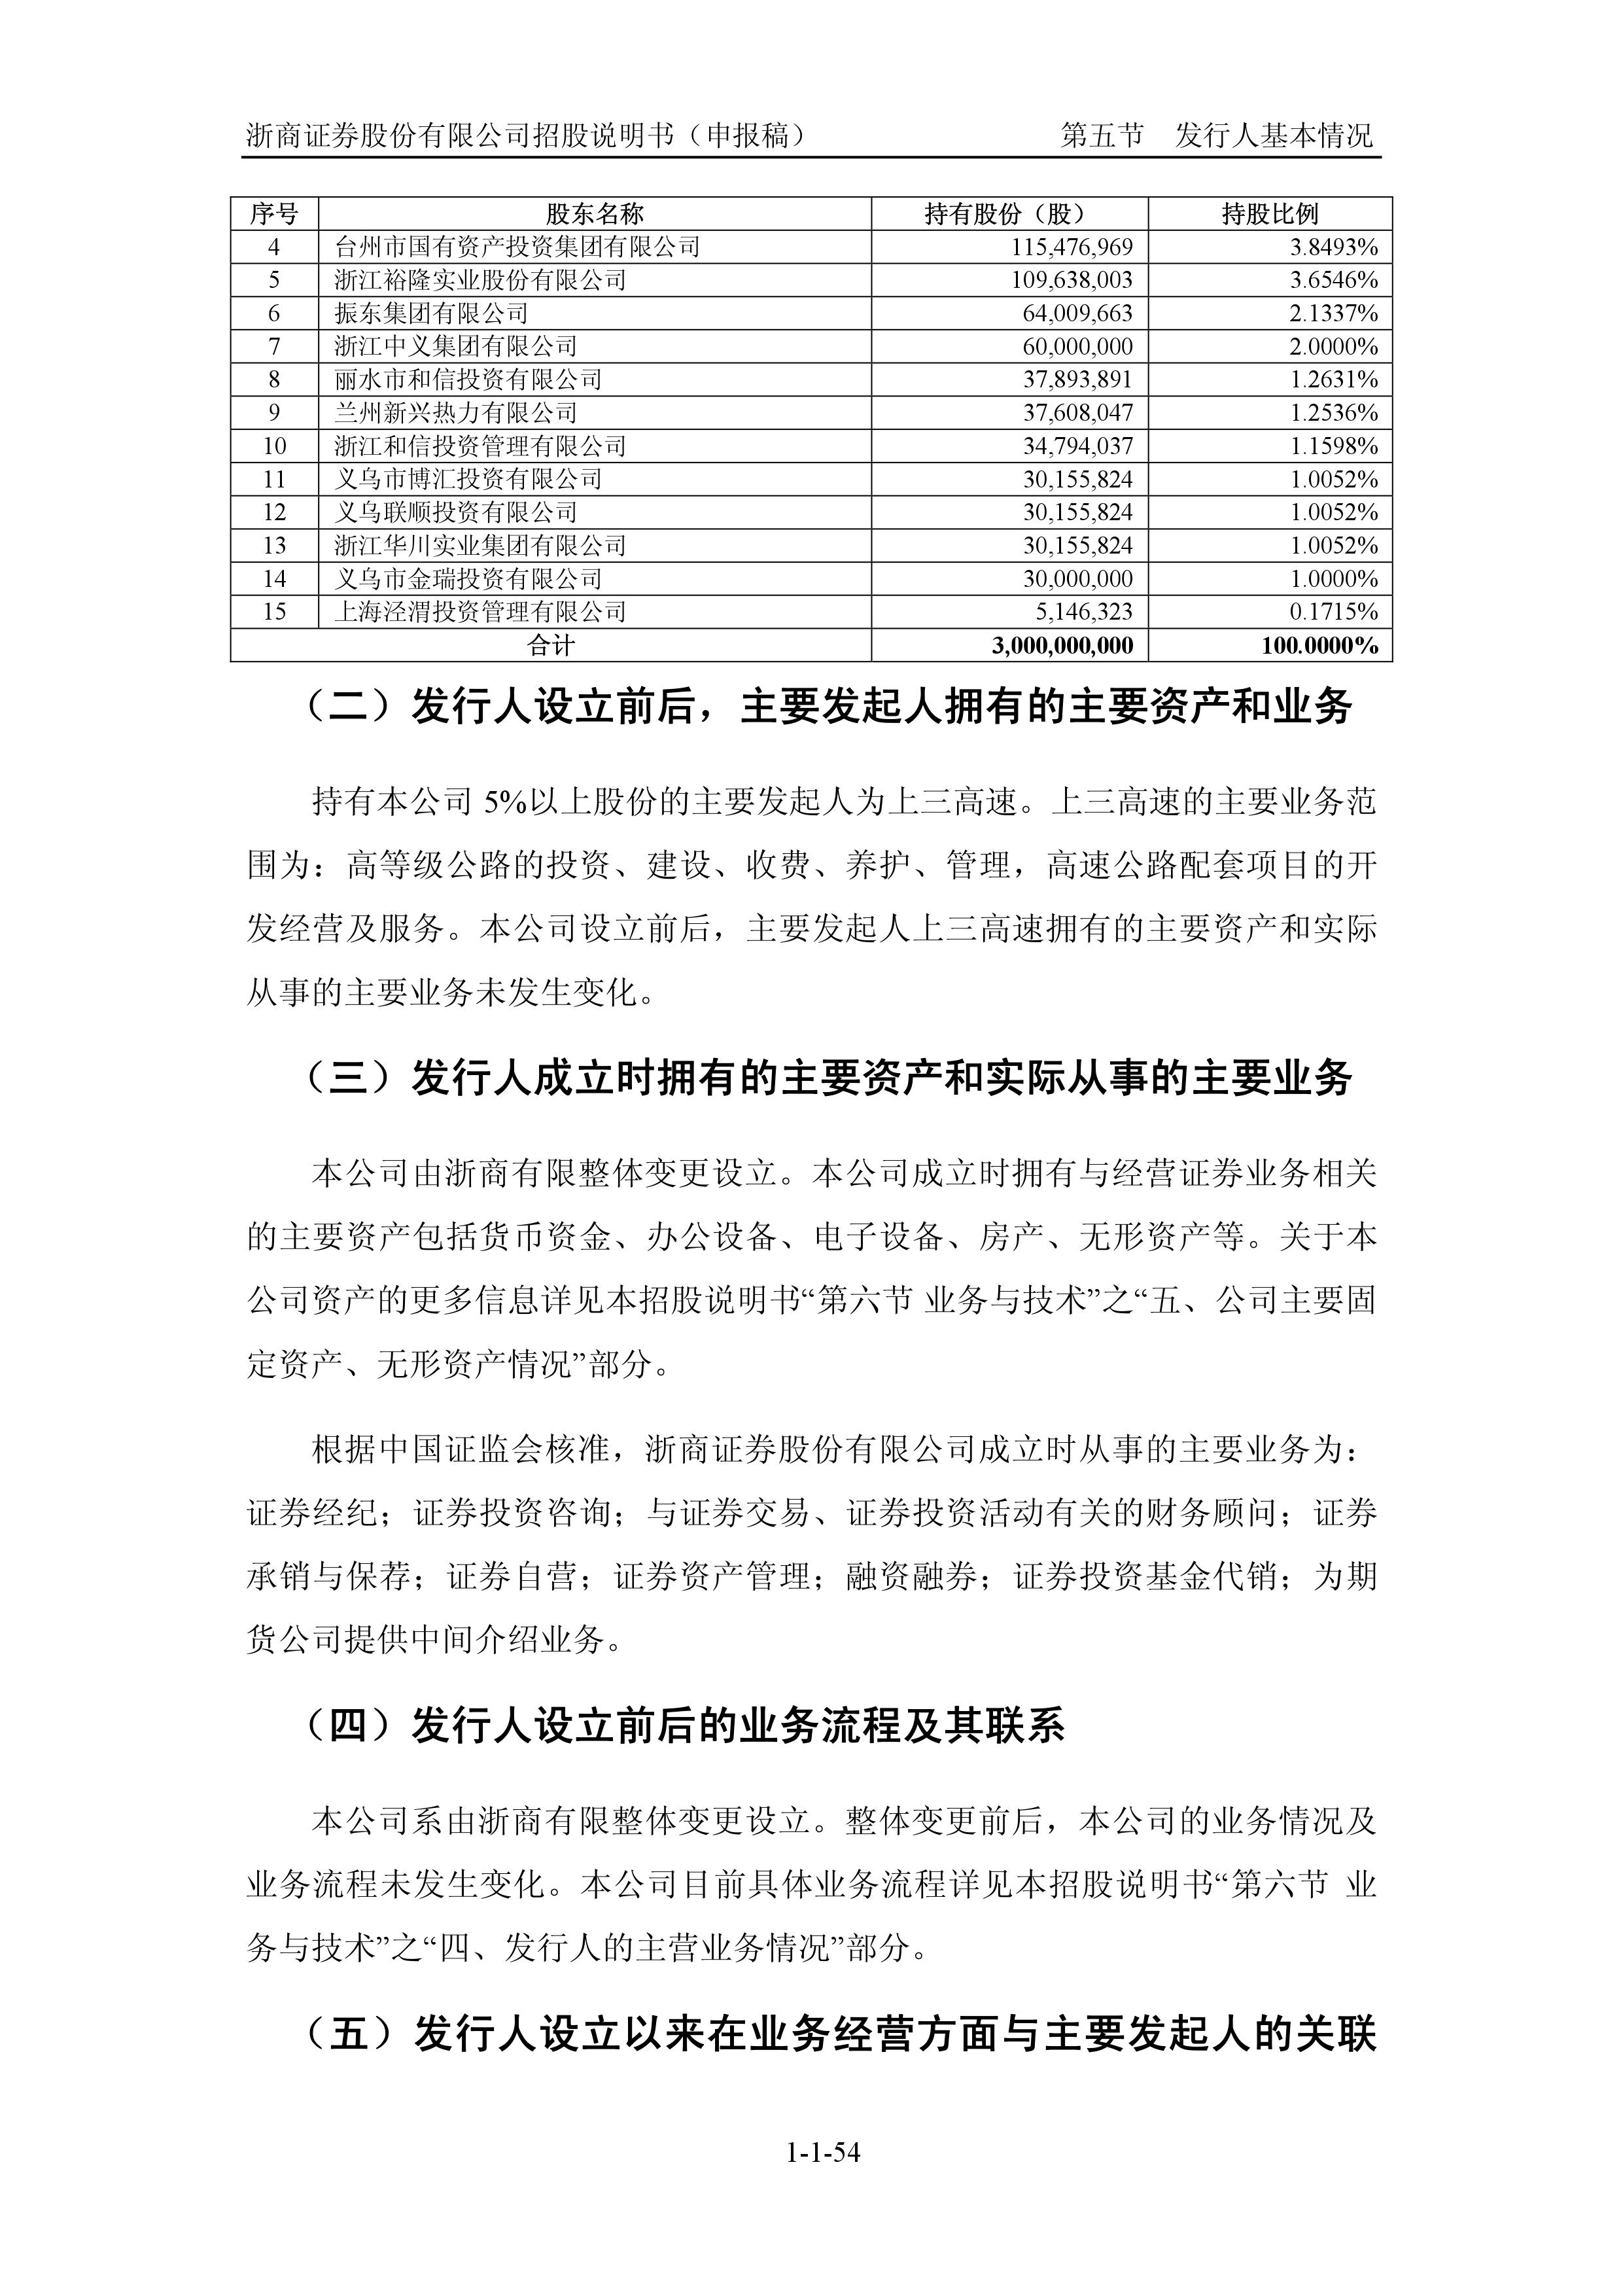 浙商证券股份有限公司招股说明书（申报稿） 第五节　发行人基本情况
序号 股东名称 持有股份（股） 持股比例
4 台州市国有资产投资集团有限公司 115,476,969 3.8493%
5 浙江裕隆实业股份有限公司 109,638,003 3.6546%
6 振东集团有限公司 64,009,663 2.1337%
7 浙江中义集团有限公司 60,000,000 2.0000%
8 丽水市和信投资有限公司 37,893,891 1.2631%
9 兰州新兴热力有限公司 37,608,047 1.2536%
10 浙江和信投资管理有限公司 34,794,037 1.1598%
11 义乌市博汇投资有限公司 30,155,824 1.0052%
12 义乌联顺投资有限公司 30,155,824 1.0052%
13 浙江华川实业集团有限公司 30,155,824 1.0052%
14 义乌市金瑞投资有限公司 30,000,000 1.0000%
15 上海泾渭投资管理有限公司 5,146,323 0.1715%
合计 3,000,000,000 100.0000%
（二）发行人设立前后，主要发起人拥有的主要资产和业务
持有本公司 5%以上股份的主要发起人为上三高速。上三高速的主要业务范
围为：高等级公路的投资、建设、收费、养护、管理，高速公路配套项目的开
发经营及服务。本公司设立前后，主要发起人上三高速拥有的主要资产和实际
从事的主要业务未发生变化。
（三）发行人成立时拥有的主要资产和实际从事的主要业务
本公司由浙商有限整体变更设立。本公司成立时拥有与经营证券业务相关
的主要资产包括货币资金、办公设备、电子设备、房产、无形资产等。关于本
公司资产的更多信息详见本招股说明书“第六节 业务与技术”之“五、公司主要固
定资产、无形资产情况”部分。
根据中国证监会核准，浙商证券股份有限公司成立时从事的主要业务为：
证券经纪；证券投资咨询；与证券交易、证券投资活动有关的财务顾问；证券
承销与保荐；证券自营；证券资产管理；融资融券；证券投资基金代销；为期
货公司提供中间介绍业务。
（四）发行人设立前后的业务流程及其联系
本公司系由浙商有限整体变更设立。整体变更前后，本公司的业务情况及
业务流程未发生变化。本公司目前具体业务流程详见本招股说明书“第六节 业
务与技术”之“四、发行人的主营业务情况”部分。
（五）发行人设立以来在业务经营方面与主要发起人的关联
1-1-54